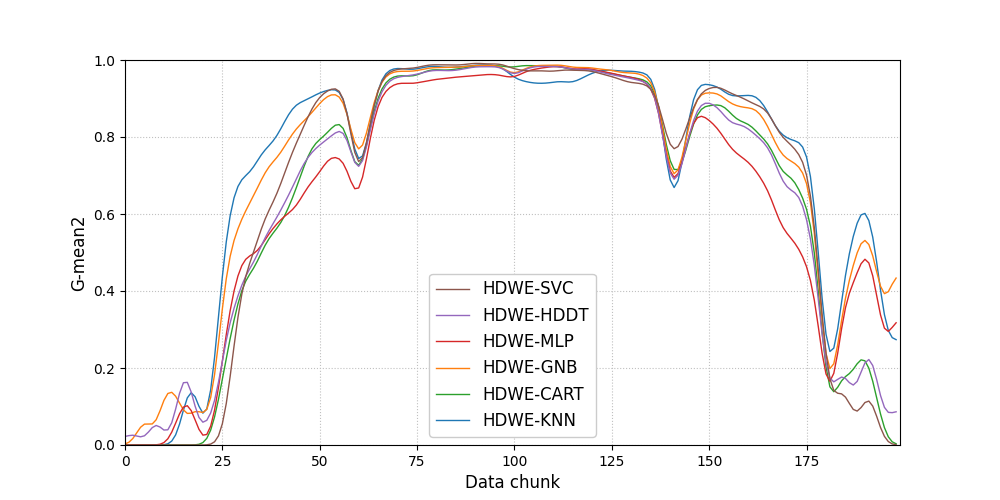 1.0
0.8
0.6
0.4
0.2
0.0
G-mean2
HDWE-SVC
HDWE-HDDT
HDWE-MLP
HDWE-GNB
HDWE-CART
HDWE-KNN
0 25 50 75 100 125 150 175
Data chunk